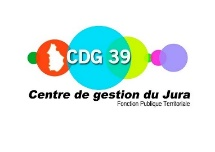 CDG 39
Centre de gestion du Jura
Fonction Publique Territoriale